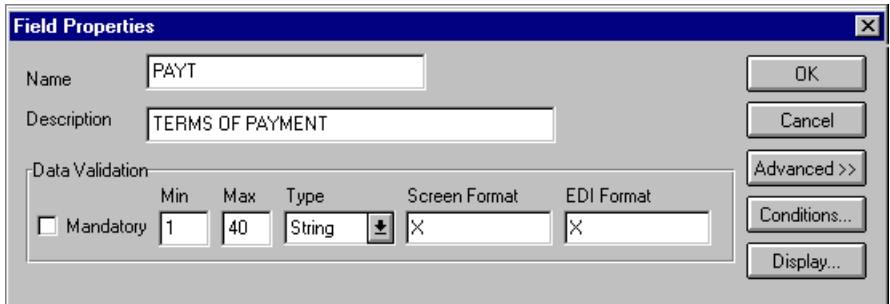 Field Properties
Name PAYT OK
Description TERMS OF PAYMENT Cancel
Data Validation Advanced >>
Min Max Type Screen Format EDI Format
Mandatory 1 40 String X X Conditions...
Display...